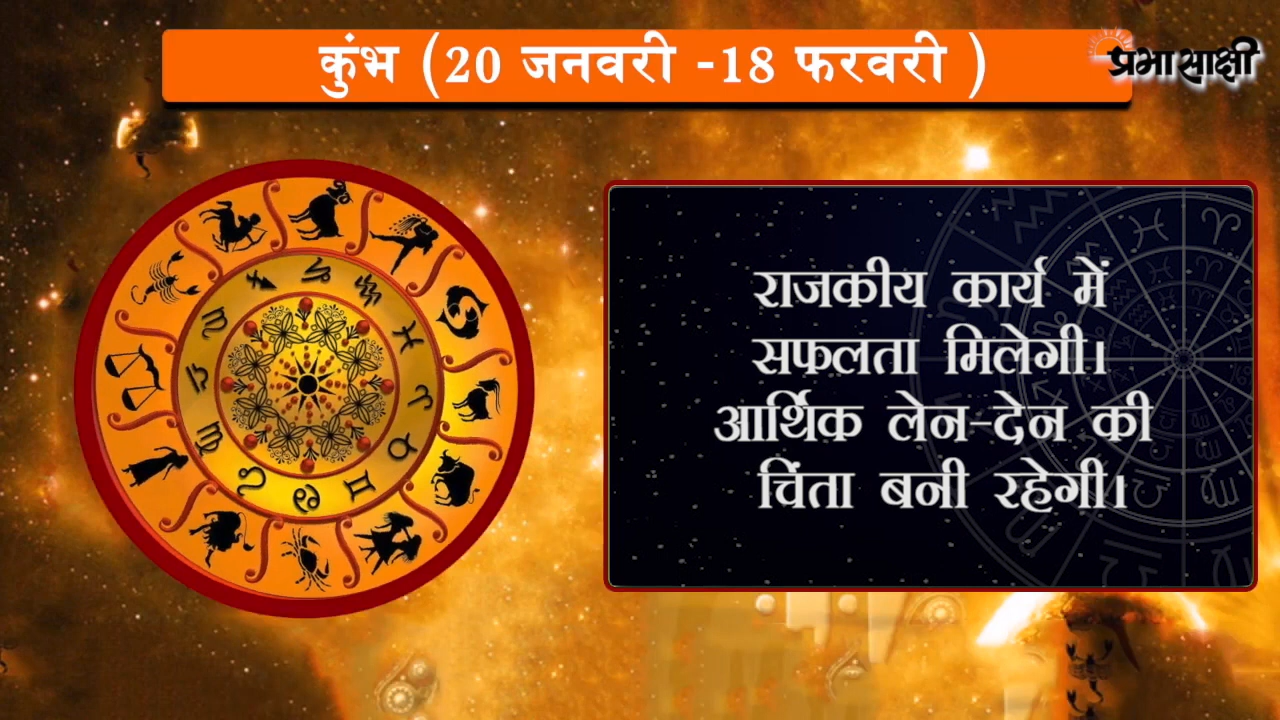 कुंभ (20 जनवरी -18 फरवरी )
प्रभासाक्षी
राजकीय कार्य में
सफलता मिलेगी।
आर्थिक लेन-देन की
चिंता बनी रहेगी।